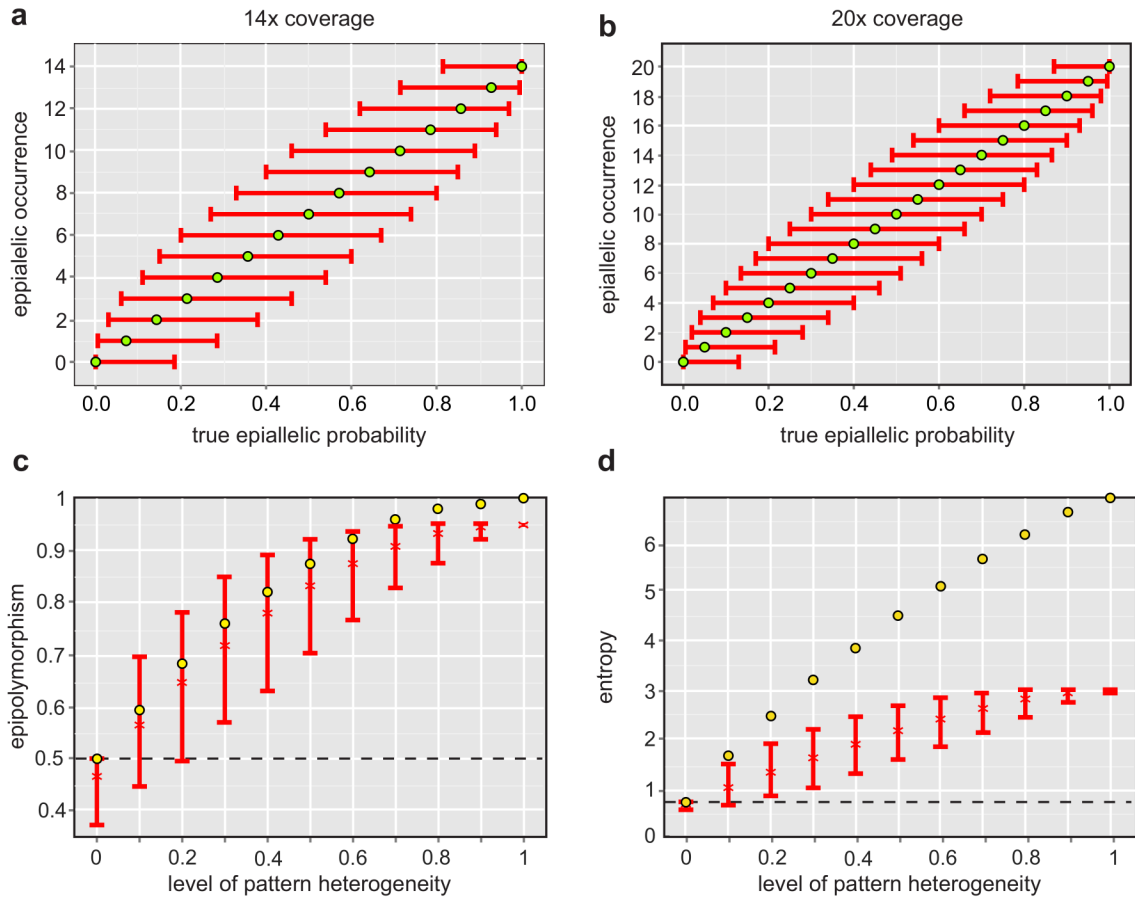 a
14x coverage
eppialelic occurrence
14
12
10
8
6
4
2
0
0.0 0.2 0.4 0.6 0.8 1.0
true epiallelic probability
b
20x coverage
epiallelic occurrence
20
18
16
14
12
10
8
6
4
2
0
0.0 0.2 0.4 0.6 0.8 1.0
true epiallelic probability
c
epipolymorphism
1
0.9
0.8
0.7
0.6
0.5
0.4
0 0.2 0.4 0.6 0.8 1
level of pattern heterogeneity
d
entropy
6
5
4
3
2
1
0
0 0.2 0.4 0.6 0.8 1
level of pattern heterogeneity